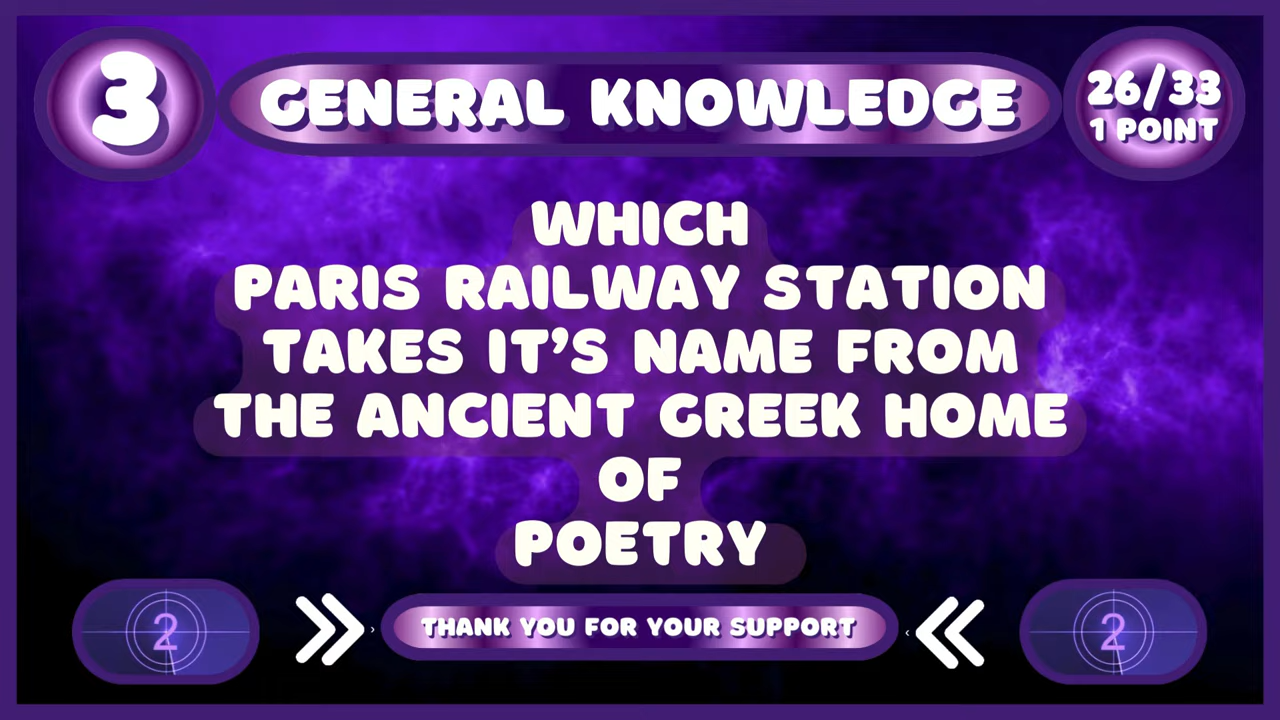 3
GENERAL KNOWLEDGE
26/33
1 POINT
WHICH
PARIS RAILWAY STATION
TAKES IT'S NAME FROM
THE ANCIENT GREEK HOME
OF
POETRY
2
THANK YOU FOR YOUR SUPPORT
2